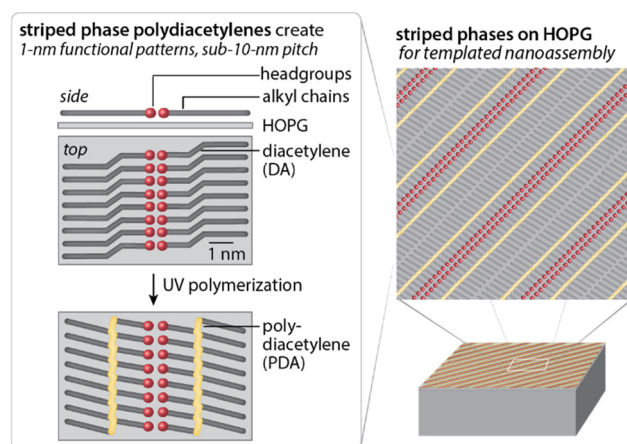 striped phase polydiacetylenes create
1-nm functional patterns, sub-10-nm pitch
headgroups
side
alkyl chains
HOPG
top
diacetylene
(DA)
1 nm
UV polymerization
poly-
diacetylene
(PDA)
striped phases on HOPG
for templated nanoassembly